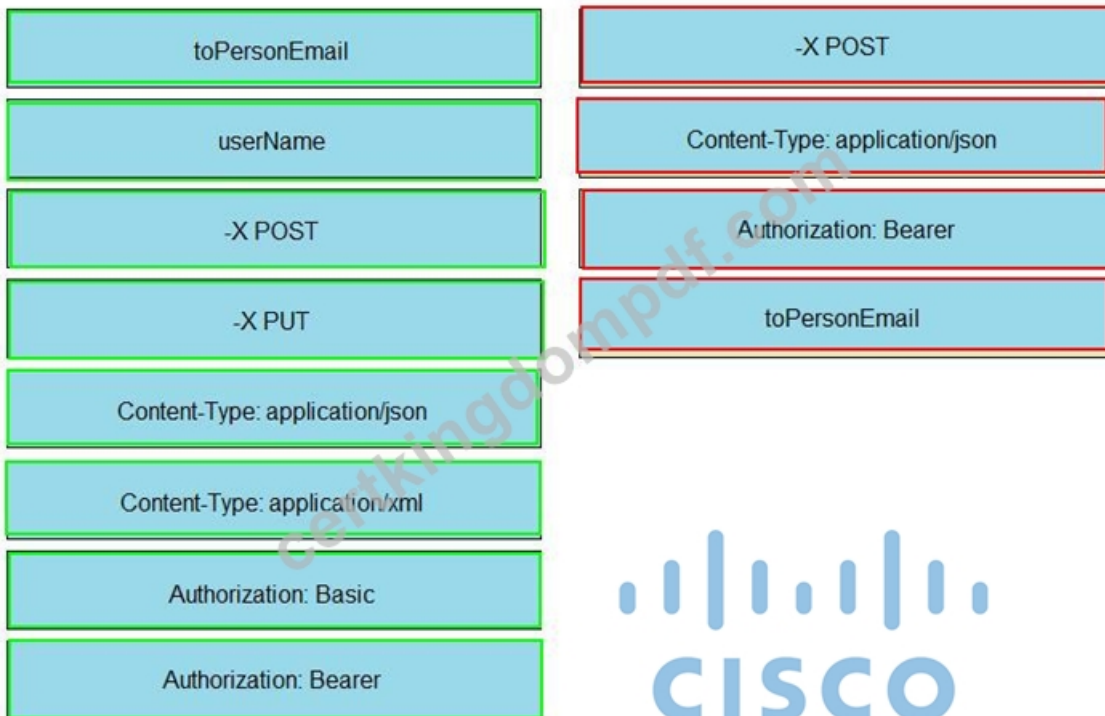 toPersonEmail
userName
-X POST
-X PUT
Content-Type: application/json
Content-Type: application/xml
Authorization: Basic
Authorization: Bearer
-X POST
Content-Type: application/json
Authorization: Bearer
toPersonEmail
certkingdompdf.com
CISCO